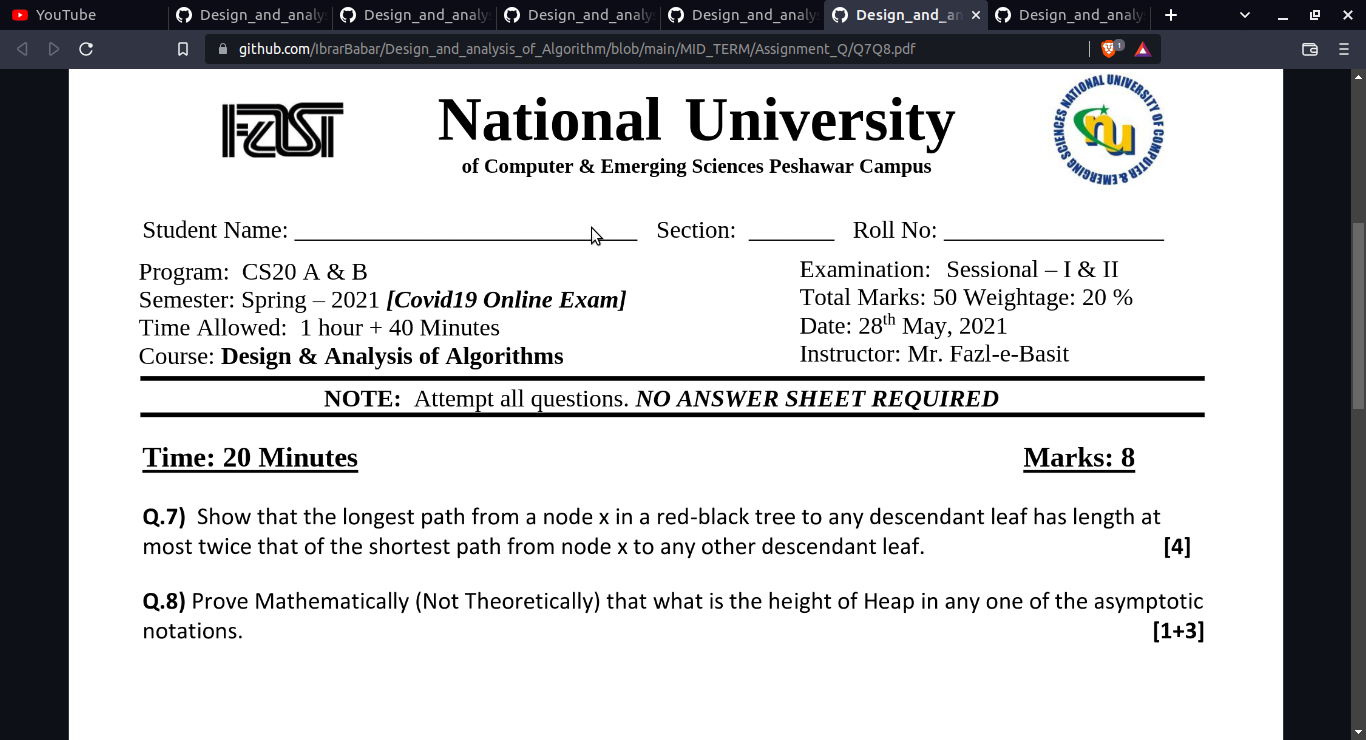 YouTube Design_and_analy Design_and_analy Design_and_analy Design_and_analy Design_and_an Design_and_analy
github.com/IbrarBabar/Design_and_analysis_of_Algorithm/blob/main/MID_TERM/Assignment_Q/Q7Q8.pdf 1
FAST National University NATIONAL UNIVERSITY OF COMPUTER & EMERGING SCIENCES nu
of Computer & Emerging Sciences Peshawar Campus
Student Name: ____________________________ Section: _______ Roll No: __________________
Program: CS20 A & B Examination: Sessional – I & II
Semester: Spring – 2021 [Covid19 Online Exam] Total Marks: 50 Weightage: 20 %
Time Allowed: 1 hour + 40 Minutes Date: 28th May, 2021
Course: Design & Analysis of Algorithms Instructor: Mr. Fazl-e-Basit
NOTE: Attempt all questions. NO ANSWER SHEET REQUIRED
Time: 20 Minutes Marks: 8
Q.7) Show that the longest path from a node x in a red-black tree to any descendant leaf has length at
most twice that of the shortest path from node x to any other descendant leaf. [4]
Q.8) Prove Mathematically (Not Theoretically) that what is the height of Heap in any one of the asymptotic
notations. [1+3]